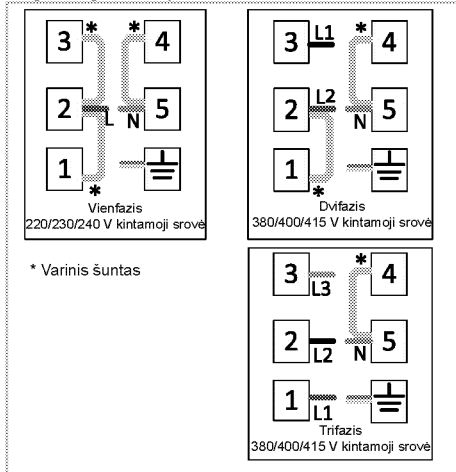 3 * * 4
2 L N 5
1 *
Vienfazis
220/230/240 V kintamoji srovė
3 L1 * 4
2 L2 N 5
1 *
Dvifazis
380/400/415 V kintamoji srovė
* Varinis šuntas
3 L3 * 4
2 L2 N 5
1 L1
Trifazis
380/400/415 V kintamoji srovė